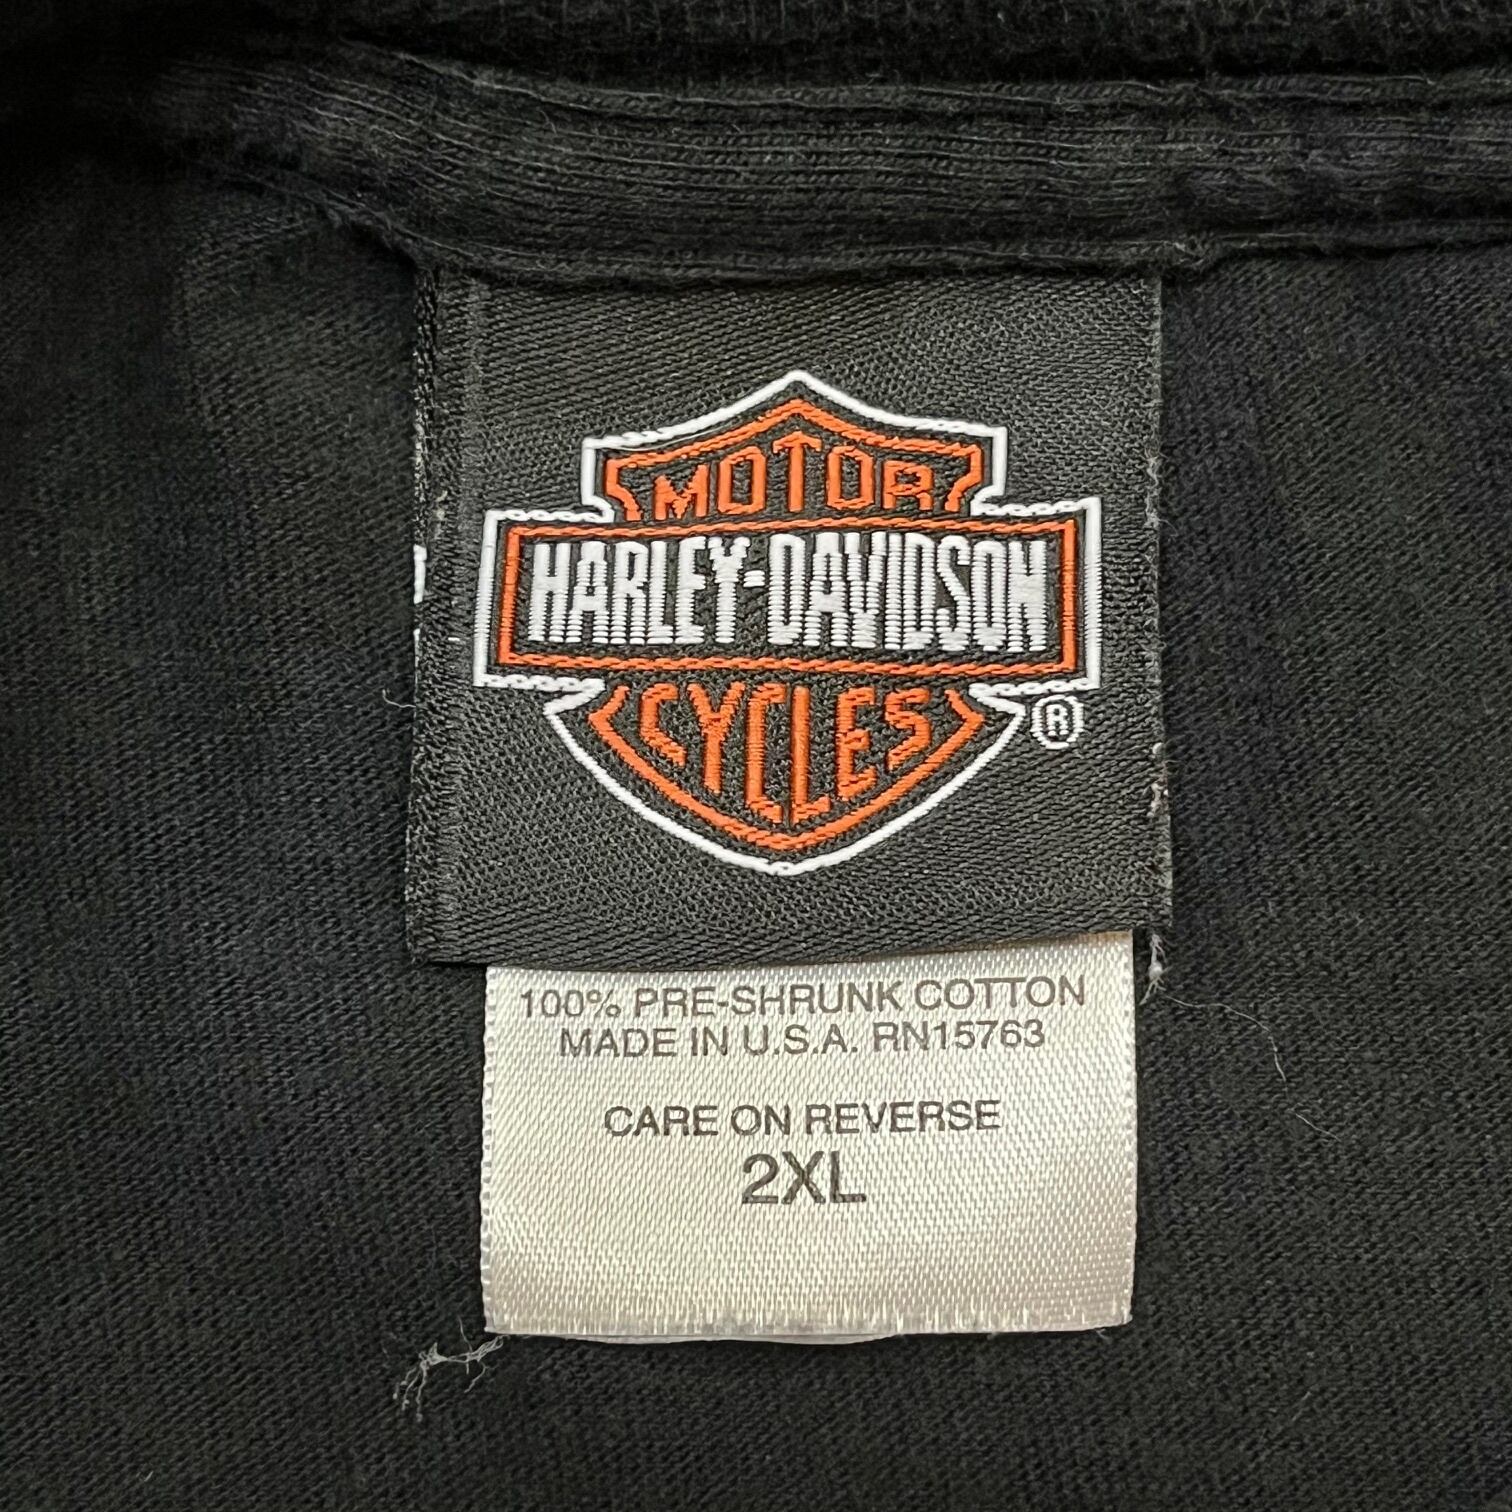 MOTOR
HARLEY-DAVIDSON
CYCLES
®
100% PRE-SHRUNK COTTON
MADE IN U.S.A. RN15763
CARE ON REVERSE
2XL